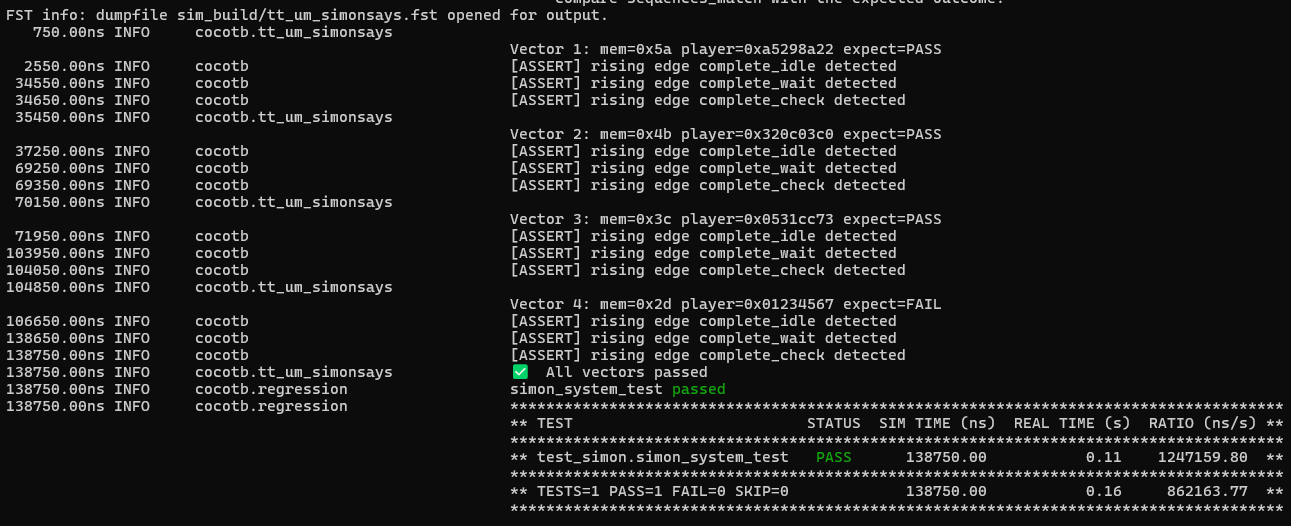 compare sequences_match with the expected outcome.
FST info: dumpfile sim_build/tt_um_simonsays.fst opened for output.
750.00ns INFO cocotb.tt_um_simonsays
Vector 1: mem=0x5a player=0xa5298a22 expect=PASS
2550.00ns INFO cocotb [ASSERT] rising edge complete_idle detected
34550.00ns INFO cocotb [ASSERT] rising edge complete_wait detected
34650.00ns INFO cocotb [ASSERT] rising edge complete_check detected
35450.00ns INFO cocotb.tt_um_simonsays
Vector 2: mem=0x4b player=0x320c03c0 expect=PASS
37250.00ns INFO cocotb [ASSERT] rising edge complete_idle detected
69250.00ns INFO cocotb [ASSERT] rising edge complete_wait detected
69350.00ns INFO cocotb [ASSERT] rising edge complete_check detected
70150.00ns INFO cocotb.tt_um_simonsays
Vector 3: mem=0x3c player=0x0531cc73 expect=PASS
71950.00ns INFO cocotb [ASSERT] rising edge complete_idle detected
103950.00ns INFO cocotb [ASSERT] rising edge complete_wait detected
104050.00ns INFO cocotb [ASSERT] rising edge complete_check detected
104850.00ns INFO cocotb.tt_um_simonsays
Vector 4: mem=0x2d player=0x01234567 expect=FAIL
106650.00ns INFO cocotb [ASSERT] rising edge complete_idle detected
138650.00ns INFO cocotb [ASSERT] rising edge complete_wait detected
138750.00ns INFO cocotb [ASSERT] rising edge complete_check detected
138750.00ns INFO cocotb.tt_um_simonsays ✅ All vectors passed
138750.00ns INFO cocotb.regression simon_system_test passed
138750.00ns INFO cocotb.regression **************************************************************************************
** TEST STATUS SIM TIME (ns) REAL TIME (s) RATIO (ns/s) **
**************************************************************************************
** test_simon.simon_system_test PASS 138750.00 0.11 1247159.80 **
**************************************************************************************
** TESTS=1 PASS=1 FAIL=0 SKIP=0 138750.00 0.16 862163.77 **
**************************************************************************************